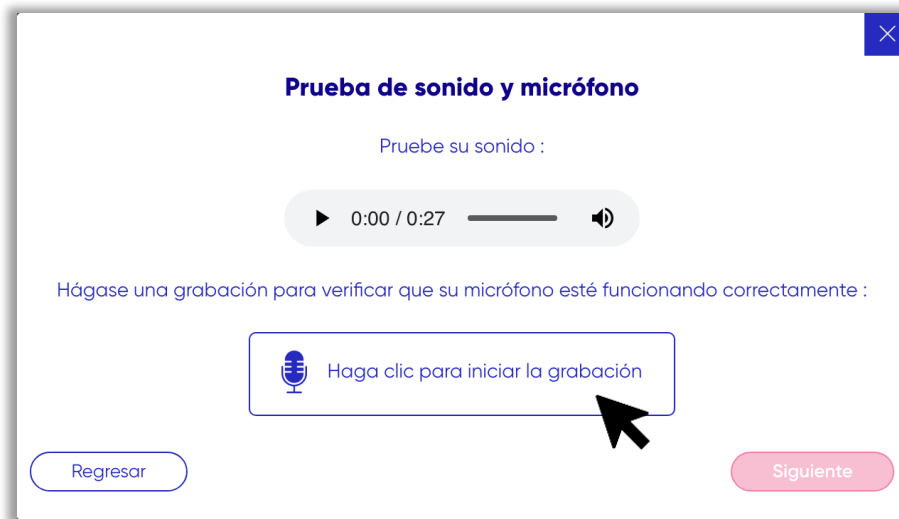 Prueba de sonido y micrófono
Pruebe su sonido :
0:00 / 0:27
Hágase una grabación para verificar que su micrófono esté funcionando correctamente :
Haga clic para iniciar la grabación
Regresar
Siguiente